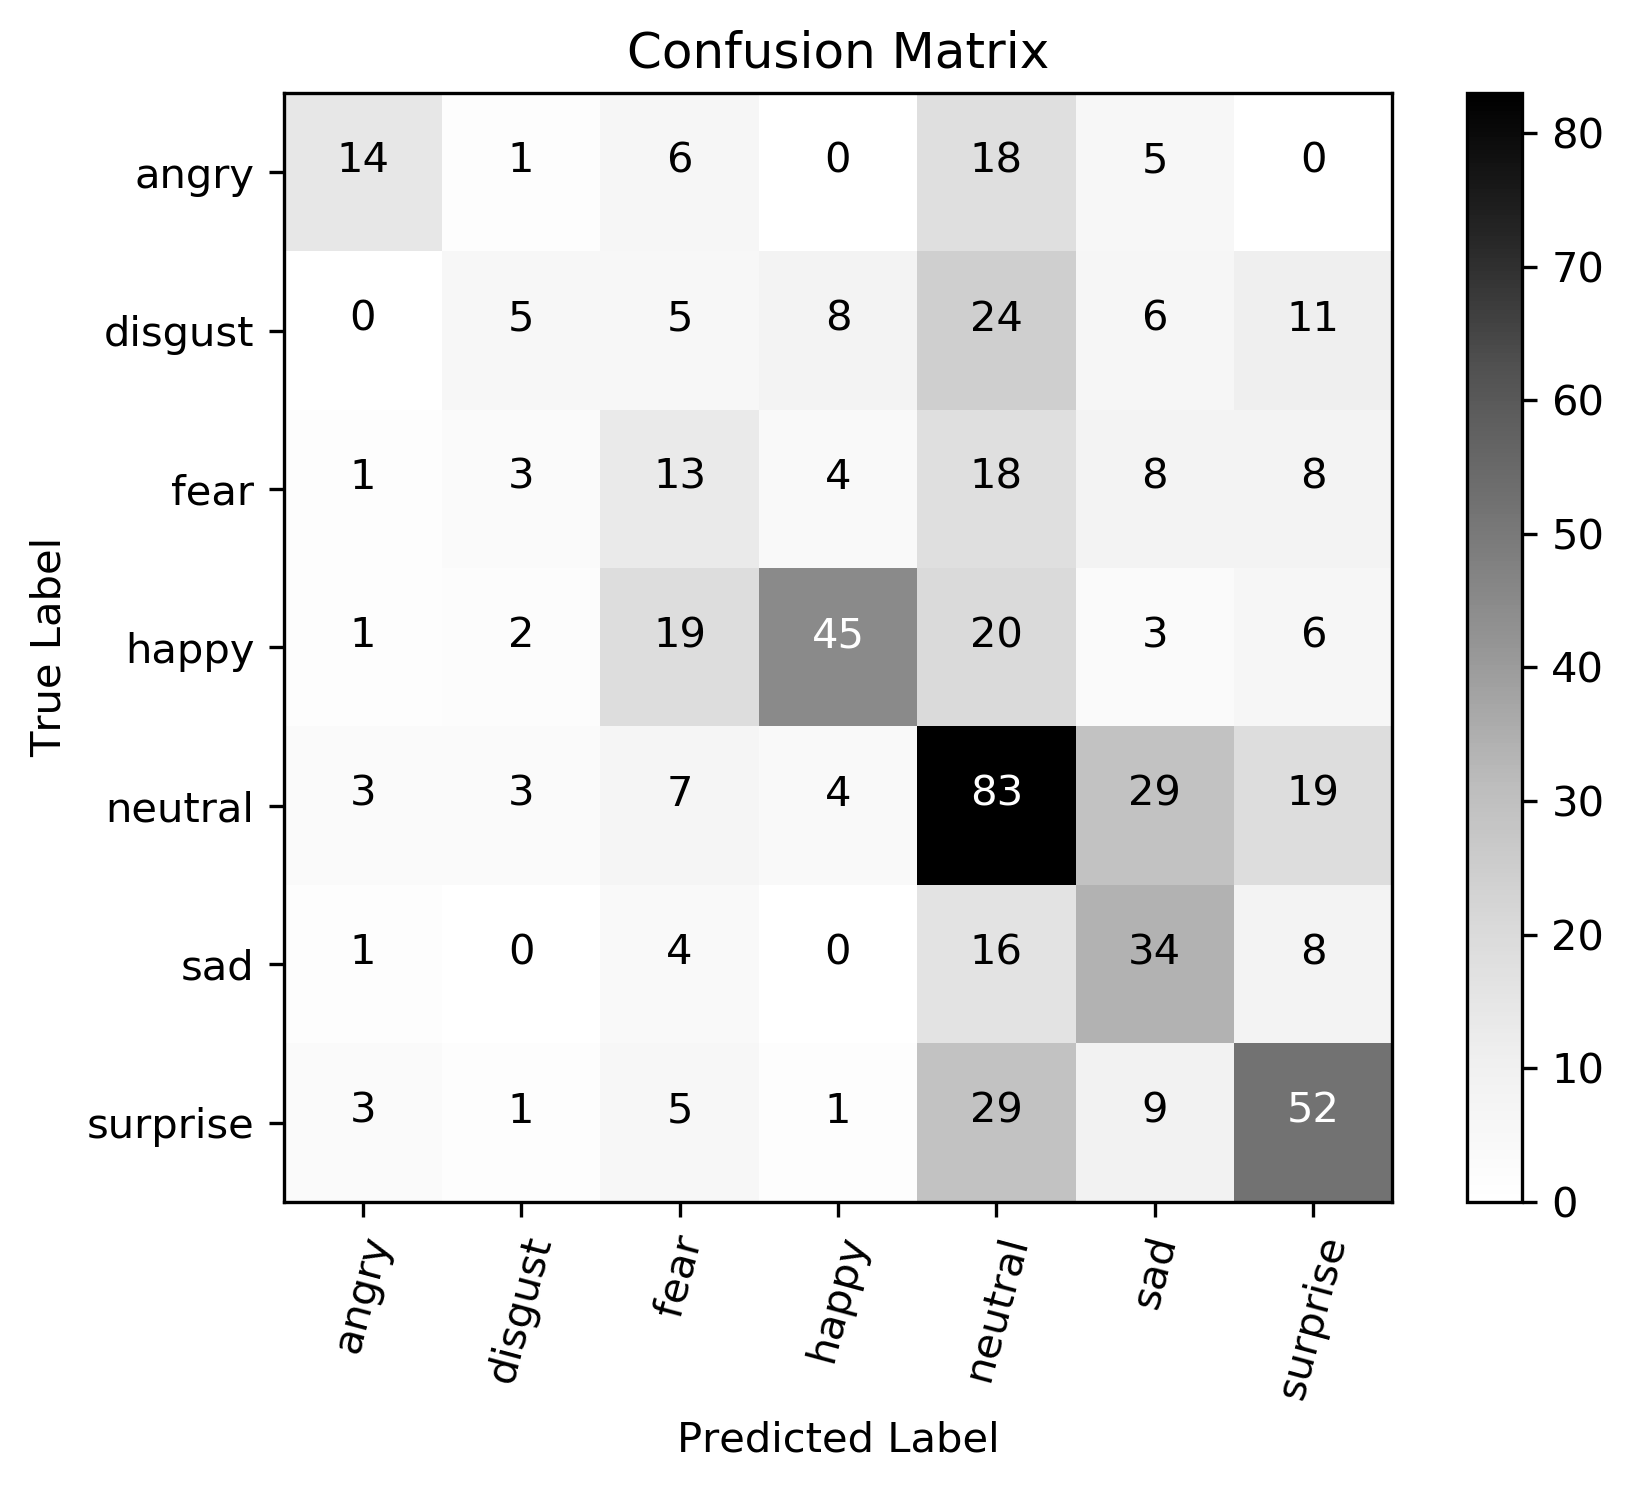 Confusion Matrix
angry 14 1 6 0 18 5 0
disgust 0 5 5 8 24 6 11
fear 1 3 13 4 18 8 8
happy 1 2 19 45 20 3 6
neutral 3 3 7 4 83 29 19
sad 1 0 4 0 16 34 8
surprise 3 1 5 1 29 9 52
True Label
angry disgust fear happy neutral sad surprise
Predicted Label
80
70
60
50
40
30
20
10
0